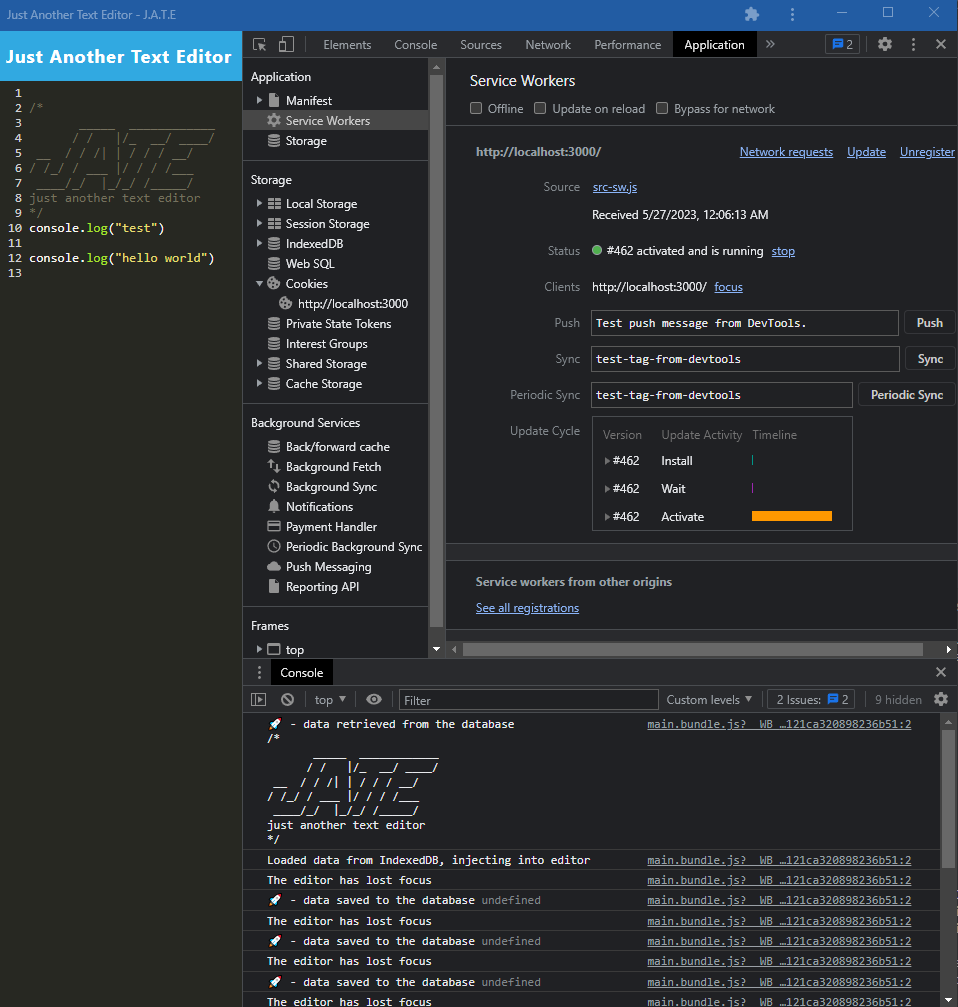 Just Another Text Editor - J.A.T.E
Just Another Text Editor
1
2 /*
3
4
5
6
7
8 just another text editor
9 */
10 console.log("test")
11
12 console.log("hello world")
13
Elements Console Sources Network Performance Application » 2
Application
Manifest
Service Workers
Storage
Storage
Local Storage
Session Storage
IndexedDB
Web SQL
Cookies
http://localhost:3000
Private State Tokens
Interest Groups
Shared Storage
Cache Storage
Background Services
Back/forward cache
Background Fetch
Background Sync
Notifications
Payment Handler
Periodic Background Sync
Push Messaging
Reporting API
Frames
top
Service Workers
Offline Update on reload Bypass for network
http://localhost:3000/ Network requests Update Unregister
Source src-sw.js
Received 5/27/2023, 12:06:13 AM
Status #462 activated and is running stop
Clients http://localhost:3000/ focus
Push Test push message from DevTools. Push
Sync test-tag-from-devtools Sync
Periodic Sync test-tag-from-devtools Periodic Sync
Update Cycle Version Update Activity Timeline
#462 Install
#462 Wait
#462 Activate
Service workers from other origins
See all registrations
Console
top Filter Custom levels 2 Issues: 2 9 hidden
🚀 - data retrieved from the database main.bundle.js?__WB_…121ca320898236b51:2
/*
just another text editor
*/
Loaded data from IndexedDB, injecting into editor main.bundle.js?__WB_…121ca320898236b51:2
The editor has lost focus main.bundle.js?__WB_…121ca320898236b51:2
🚀 - data saved to the database undefined main.bundle.js?__WB_…121ca320898236b51:2
The editor has lost focus main.bundle.js?__WB_…121ca320898236b51:2
🚀 - data saved to the database undefined main.bundle.js?__WB_…121ca320898236b51:2
The editor has lost focus main.bundle.js?__WB_…121ca320898236b51:2
🚀 - data saved to the database undefined main.bundle.js?__WB_…121ca320898236b51:2
The editor has lost focus main.bundle.js?__WB_…121ca320898236b51:2